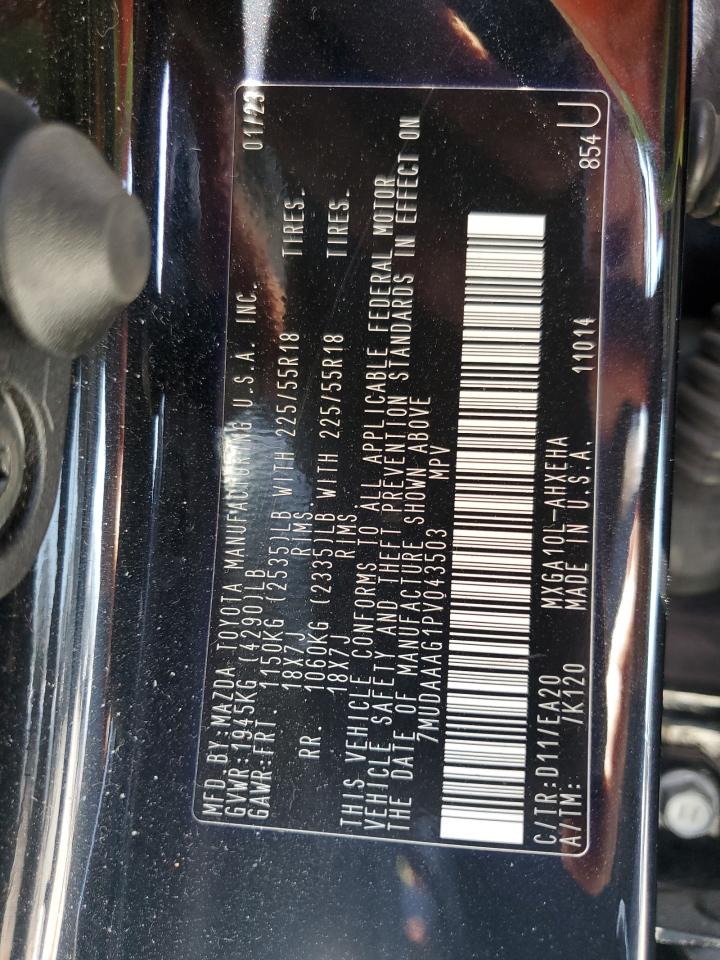 MFD. BY:MAZDA TOYOTA MANUFACTURING U.S.A. INC. 01/23
GVWR:1945KG (4290)LB
GAWR:FRT. 1150KG (2535)LB WITH 225/55R18 TIRES.
18X7J RIMS.
RR. 1060KG (2335)LB WITH 225/55R18 TIRES.
18X7J RIMS.
THIS VEHICLE CONFORMS TO ALL APPLICABLE FEDERAL MOTOR
VEHICLE SAFETY AND THEFT PREVENTION STANDARDS IN EFFECT ON
THE DATE OF MANUFACTURE SHOWN ABOVE
7MUDAAAG1PV043503 MPV
C/TR:D11/EA20 MXGA10L-AHXEHA 11014 854 U
A/TM: /K120 MADE IN U.S.A.